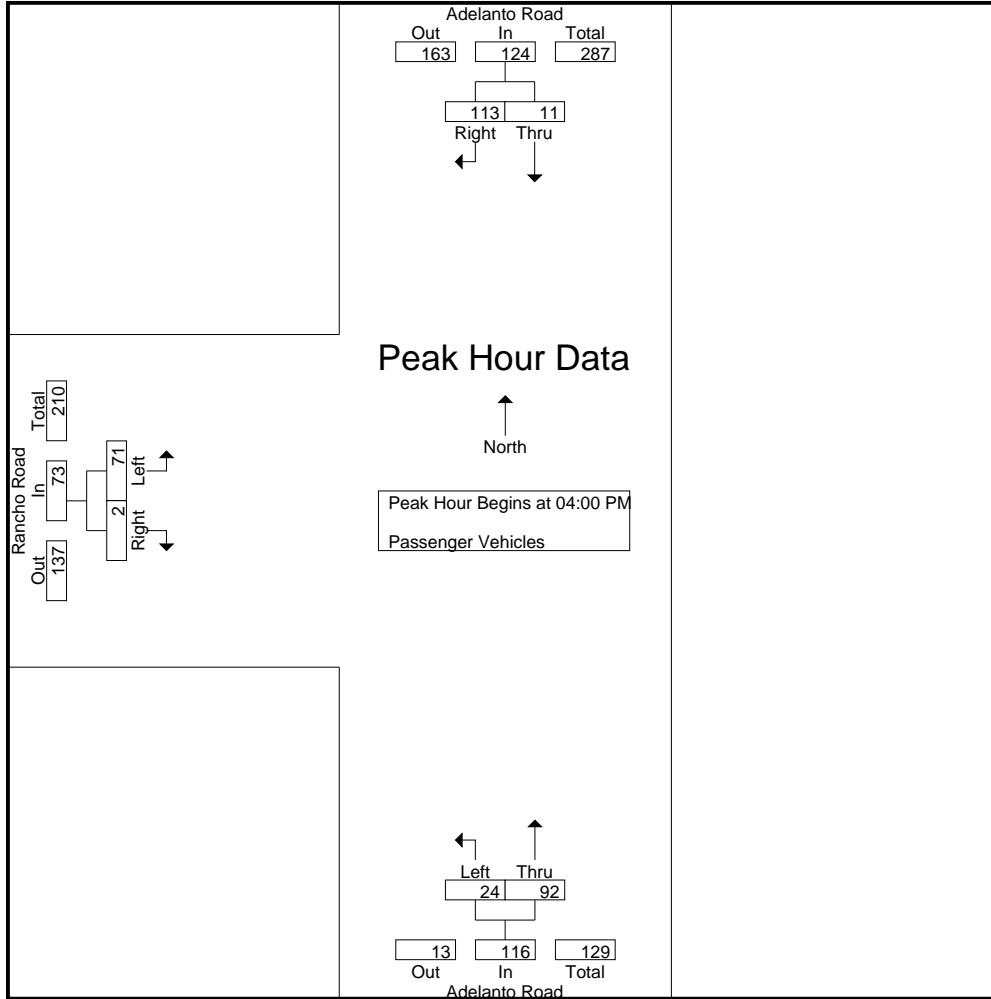 Adelanto Road
Out In Total
163 124 287
113 11
Right Thru
Peak Hour Data
North
Peak Hour Begins at 04:00 PM
Passenger Vehicles
Rancho Road
Out In Total
137 73 210
Right Left
2 71
Left Thru
24 92
13 116 129
Out In Total
Adelanto Road